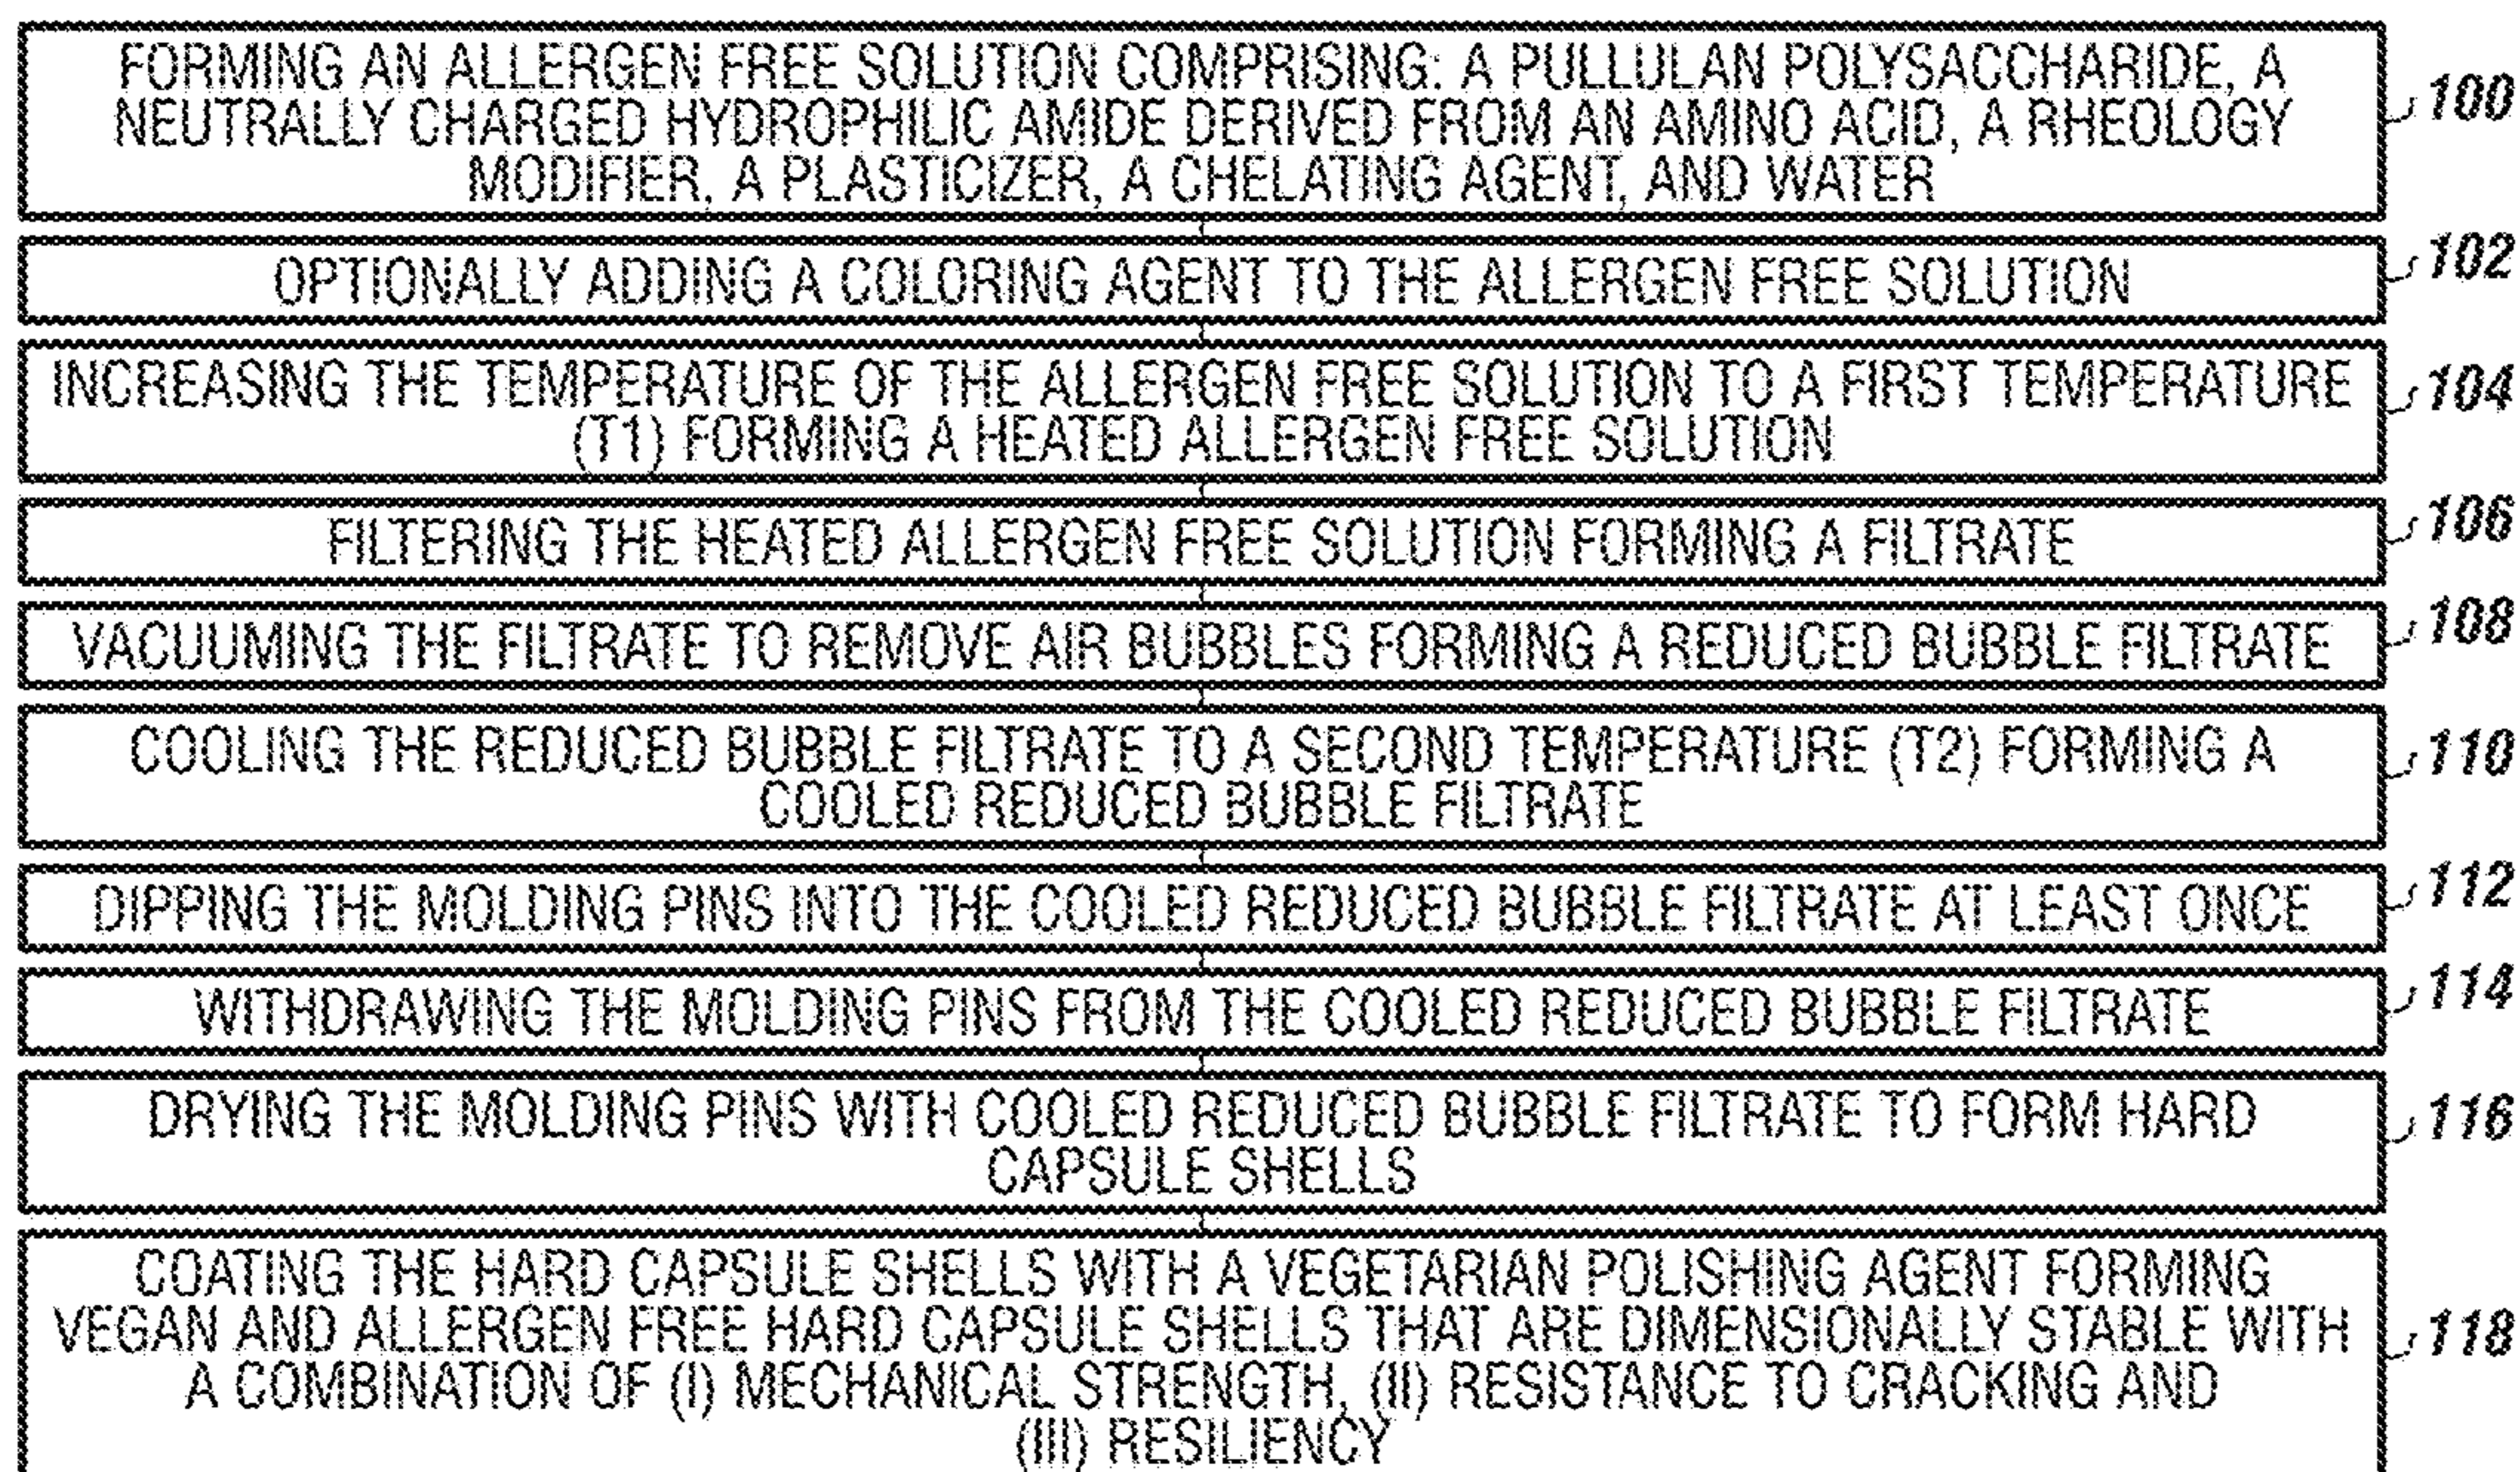 FORMING AN ALLERGEN FREE SOLUTION COMPRISING: A PULLULAN POLYSACCHARIDE, A
NEUTRALLY CHARGED HYDROPHILIC AMIDE DERIVED FROM AN AMINO ACID, A RHEOLOGY
MODIFIER, A PLASTICIZER, A CHELATING AGENT, AND WATER
100
OPTIONALLY ADDING A COLORING AGENT TO THE ALLERGEN FREE SOLUTION
102
INCREASING THE TEMPERATURE OF THE ALLERGEN FREE SOLUTION TO A FIRST TEMPERATURE
(T1) FORMING A HEATED ALLERGEN FREE SOLUTION
104
FILTERING THE HEATED ALLERGEN FREE SOLUTION FORMING A FILTRATE
106
VACUUMING THE FILTRATE TO REMOVE AIR BUBBLES FORMING A REDUCED BUBBLE FILTRATE
108
COOLING THE REDUCED BUBBLE FILTRATE TO A SECOND TEMPERATURE (T2) FORMING A
COOLED REDUCED BUBBLE FILTRATE
110
DIPPING THE MOLDING PINS INTO THE COOLED REDUCED BUBBLE FILTRATE AT LEAST ONCE
112
WITHDRAWING THE MOLDING PINS FROM THE COOLED REDUCED BUBBLE FILTRATE
114
DRYING THE MOLDING PINS WITH COOLED REDUCED BUBBLE FILTRATE TO FORM HARD
CAPSULE SHELLS
116
COATING THE HARD CAPSULE SHELLS WITH A VEGETARIAN POLISHING AGENT FORMING
VEGAN AND ALLERGEN FREE HARD CAPSULE SHELLS THAT ARE DIMENSIONALLY STABLE WITH
A COMBINATION OF (I) MECHANICAL STRENGTH, (II) RESISTANCE TO CRACKING AND
(III) RESILIENCY
118